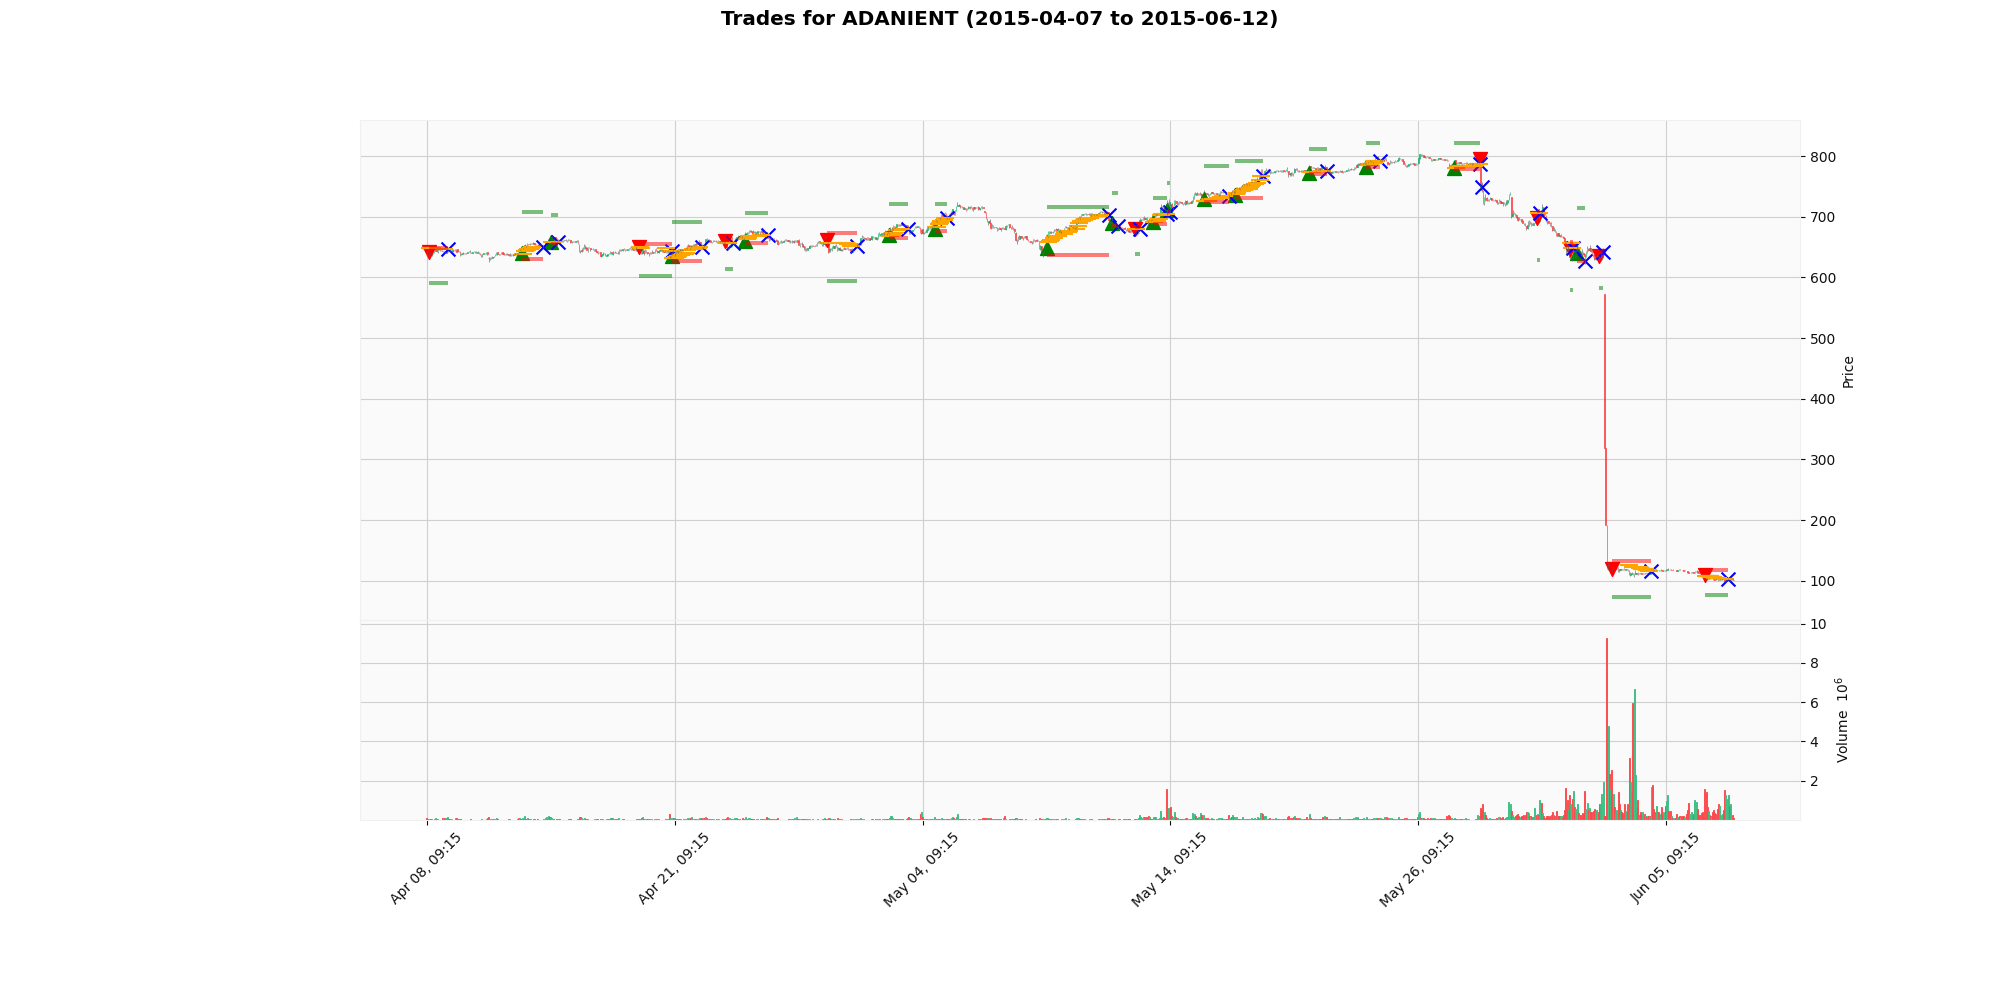 Trades for ADANIENT (2015-04-07 to 2015-06-12)
800
700
600
500
400
300
200
100
Price
10
8
6
4
2
Volume 10^6
Apr 08, 09:15
Apr 21, 09:15
May 04, 09:15
May 14, 09:15
May 26, 09:15
Jun 05, 09:15